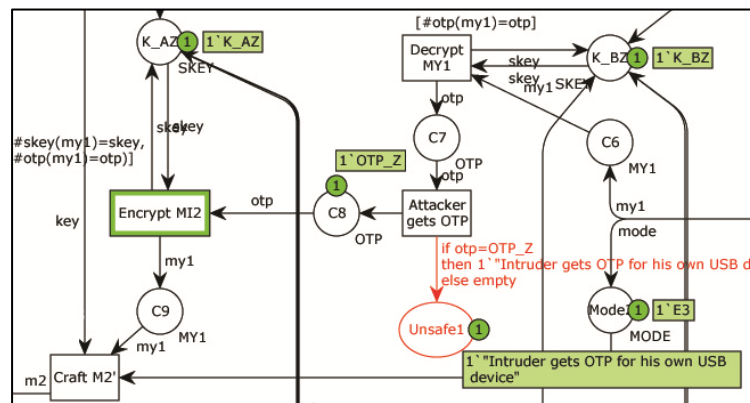 [#otp(my1)=otp]
K_AZ
1
1`K_AZ
SKEY
Decrypt
MY1
skey
skey
my1
SKEY
K_BZ
1
1`K_BZ
#skey(my1)=skey,
#otp(my1)=otp)]
skey
skey
otp
C7
OTP
C6
MY1
1`OTP_Z
1
otp
Encrypt MI2
otp
C8
OTP
Attacker
gets OTP
key
my1
mode
my1
if otp=OTP_Z
then 1`"Intruder gets OTP for his own USB d
else empty
C9
MY1
Unsafe1
1
1
1`E3
MODE
my1
Craft M2'
m2
1`"Intruder gets OTP for his own USB
device"